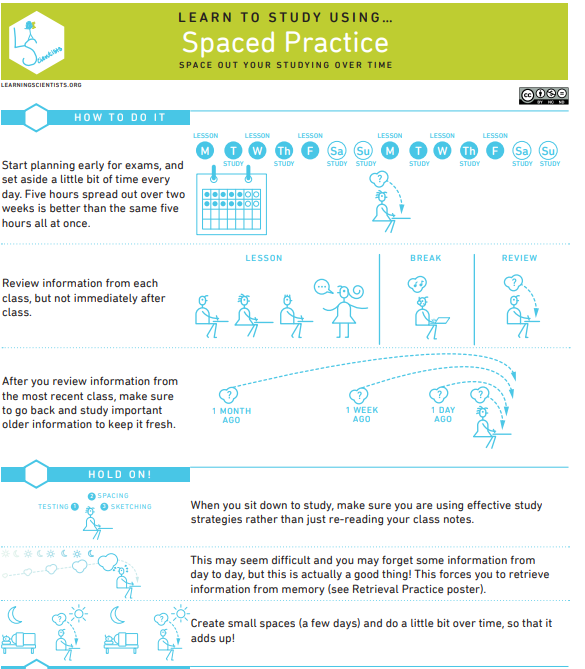 LS
Scientists
LEARN TO STUDY USING…
Spaced Practice
SPACE OUT YOUR STUDYING OVER TIME
LEARNINGSCIENTISTS.ORG
CC BY NC ND
HOW TO DO IT
Start planning early for exams, and
set aside a little bit of time every
day. Five hours spread out over two
weeks is better than the same five
hours all at once.
LESSON LESSON LESSON LESSON LESSON LESSON
M T W Th F Sa Su M T W Th F Sa Su
STUDY STUDY STUDY STUDY STUDY STUDY STUDY STUDY
?
Review information from each
class, but not immediately after
class.
LESSON BREAK REVIEW
?
After you review information from
the most recent class, make sure
to go back and study important
older information to keep it fresh.
? ? ? ?
1 MONTH
AGO
1 WEEK
AGO
1 DAY
AGO
HOLD ON!
2 SPACING
TESTING 1 3 SKETCHING
When you sit down to study, make sure you are using effective study
strategies rather than just re-reading your class notes.
This may seem difficult and you may forget some information from
day to day, but this is actually a good thing! This forces you to retrieve
information from memory (see Retrieval Practice poster).
? ?
Create small spaces (a few days) and do a little bit over time, so that it
adds up!